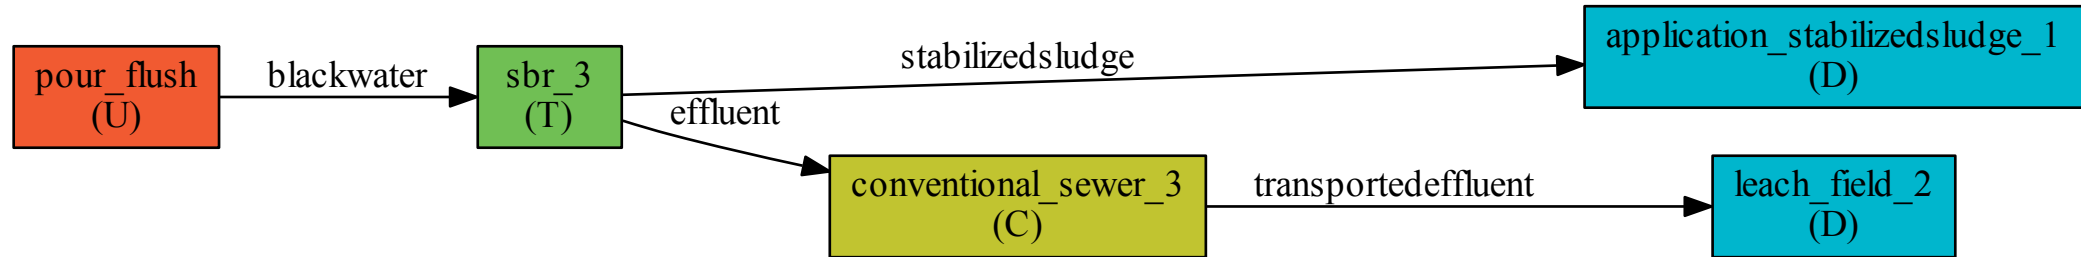 pour_flush
(U)
blackwater
sbr_3
(T)
stabilizedsludge
application_stabilizedsludge_1
(D)
effluent
conventional_sewer_3
(C)
transportedeffluent
leach_field_2
(D)